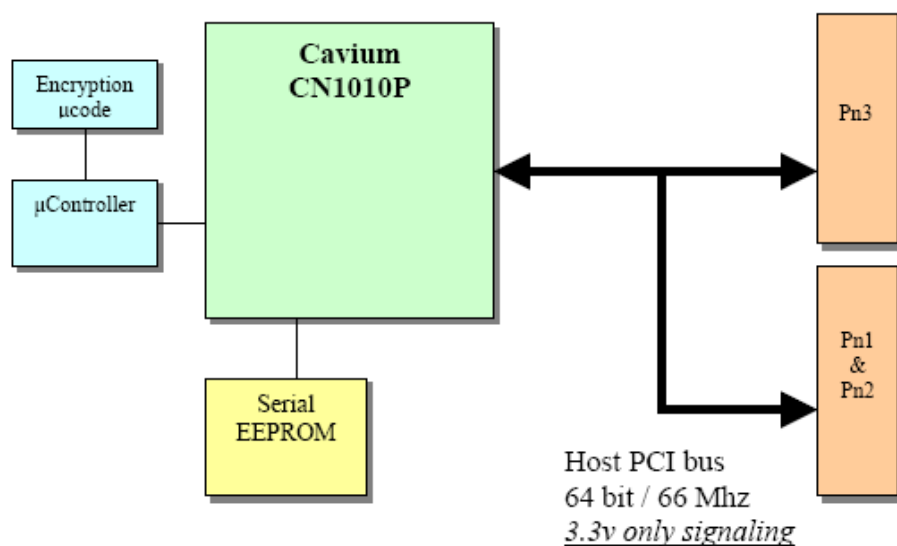 Cavium
CN1010P
Encryption
µcode
µController
Serial
EEPROM
Pn3
Pn1
&
Pn2
Host PCI bus
64 bit / 66 Mhz
3.3v only signaling